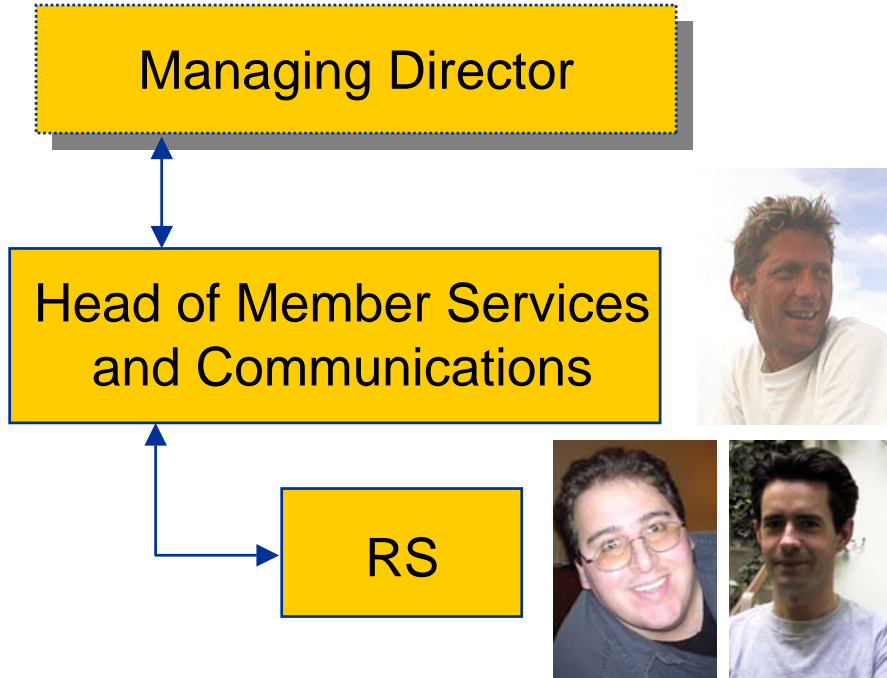 Managing Director
Head of Member Services
and Communications
RS